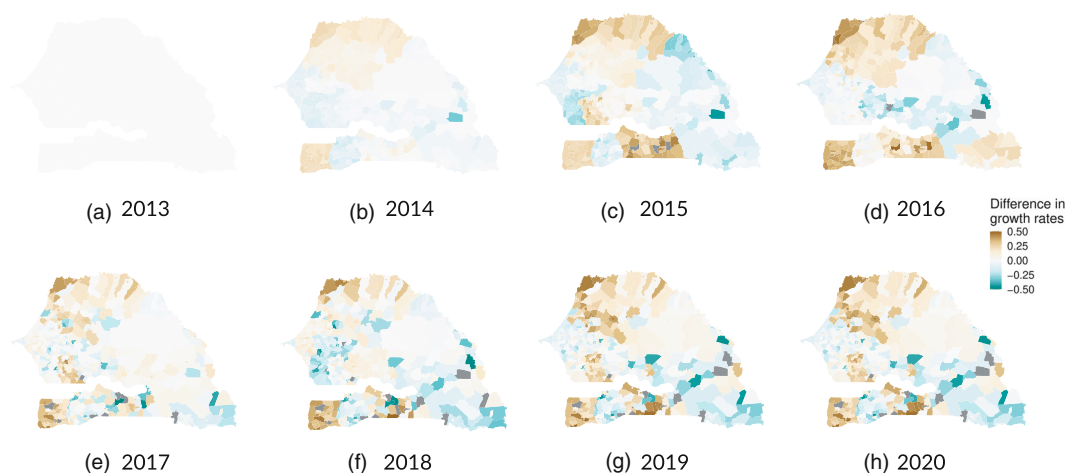 (a) 2013
(b) 2014
(c) 2015
(d) 2016
Difference in
growth rates
0.50
0.25
0.00
−0.25
−0.50
(e) 2017
(f) 2018
(g) 2019
(h) 2020